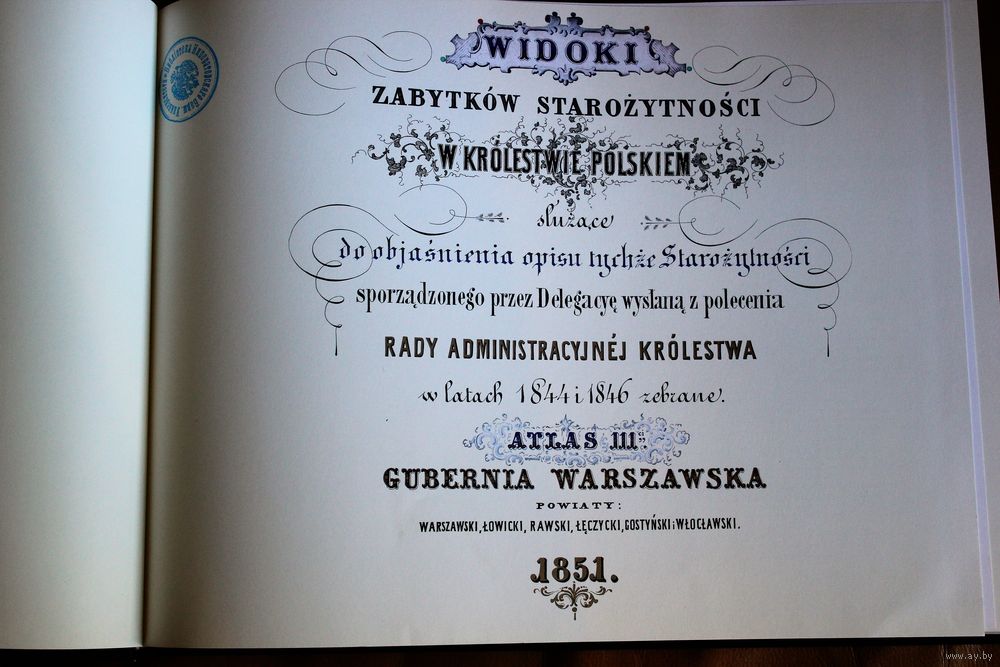 WIDOKI
ZABYTKÓW STAROŻYTNOŚCI
W KRÓLESTWIE POLSKIEM
służące
do objaśnienia opisu tychże Starożytności
sporządzonego przez Delegacyę wysłaną z polecenia
RADY ADMINISTRACYJNÉJ KRÓLESTWA
w latach 1844 i 1846 zebrane.
ATLAS III.
GUBERNIA WARSZAWSKA
POWIATY:
WARSZAWSKI, ŁOWICKI, RAWSKI, ŁĘCZYCKI, GOSTYŃSKI i WŁOCŁAWSKI.
1851.
www.ay.by